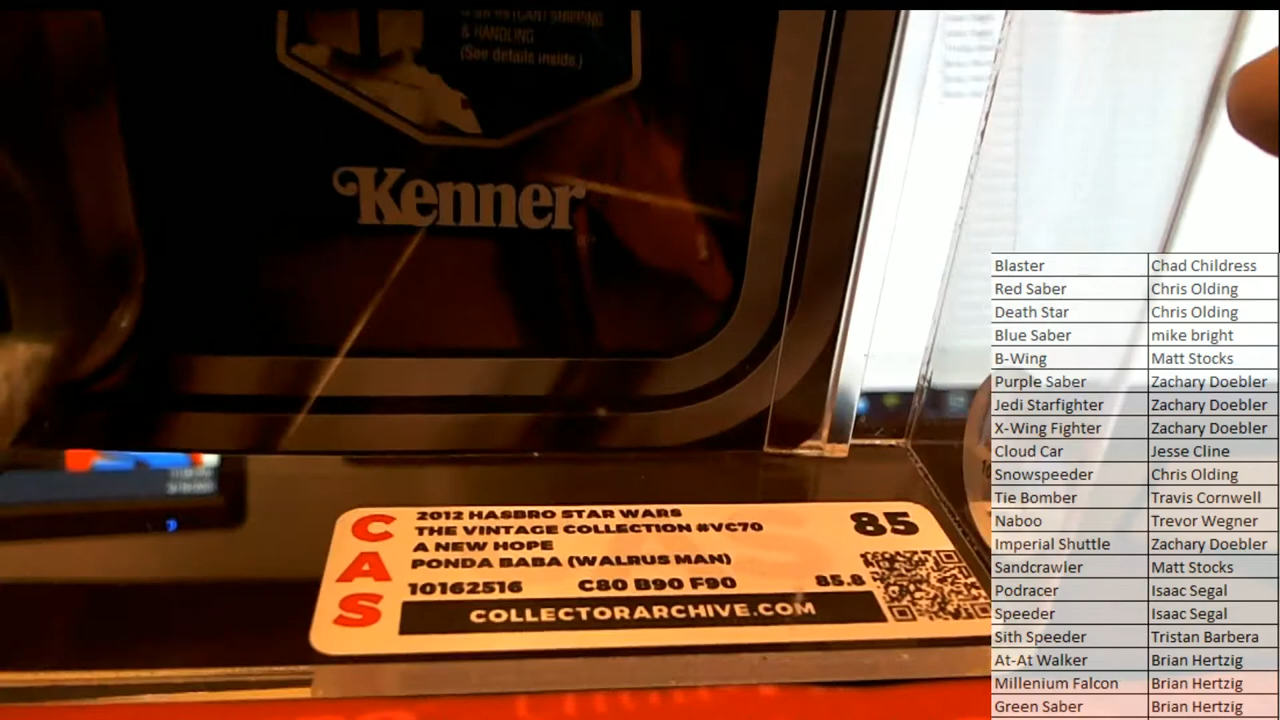 & HANDLING
(See details inside.)
Kenner
CAS
2012 HASBRO STAR WARS
THE VINTAGE COLLECTION #VC70
A NEW HOPE
PONDA BABA (WALRUS MAN)
10162516 C80 B90 F90 85.8
85
COLLECTORARCHIVE.COM
Blaster Chad Childress
Red Saber Chris Olding
Death Star Chris Olding
Blue Saber mike bright
B-Wing Matt Stocks
Purple Saber Zachary Doebler
Jedi Starfighter Zachary Doebler
X-Wing Fighter Zachary Doebler
Cloud Car Jesse Cline
Snowspeeder Chris Olding
Tie Bomber Travis Cornwell
Naboo Trevor Wegner
Imperial Shuttle Zachary Doebler
Sandcrawler Matt Stocks
Podracer Isaac Segal
Speeder Isaac Segal
Sith Speeder Tristan Barbera
At-At Walker Brian Hertzig
Millenium Falcon Brian Hertzig
Green Saber Brian Hertzig